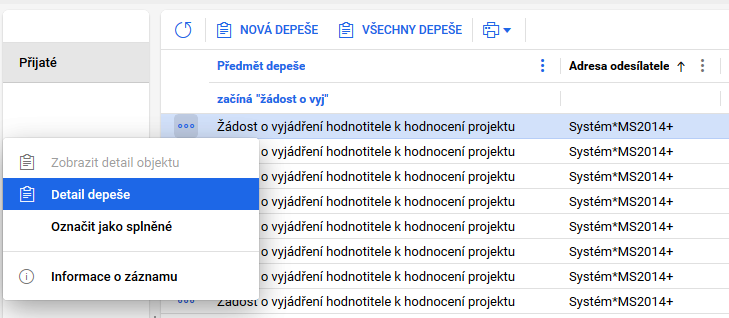 NOVÁ DEPEŠE VŠECHNY DEPEŠE
Přijaté
Předmět depeše Adresa odesílatele
začíná "žádost o vyj"
Žádost o vyjádření hodnotitele k hodnocení projektu Systém*MS2014+
o vyjádření hodnotitele k hodnocení projektu Systém*MS2014+
Zobrazit detail objektu
o vyjádření hodnotitele k hodnocení projektu Systém*MS2014+
Detail depeše
o vyjádření hodnotitele k hodnocení projektu Systém*MS2014+
Označit jako splněné
o vyjádření hodnotitele k hodnocení projektu Systém*MS2014+
o vyjádření hodnotitele k hodnocení projektu Systém*MS2014+
Informace o záznamu
o vyjádření hodnotitele k hodnocení projektu Systém*MS2014+
Žádost o vyjádření hodnotitele k hodnocení projektu Systém*MS2014+